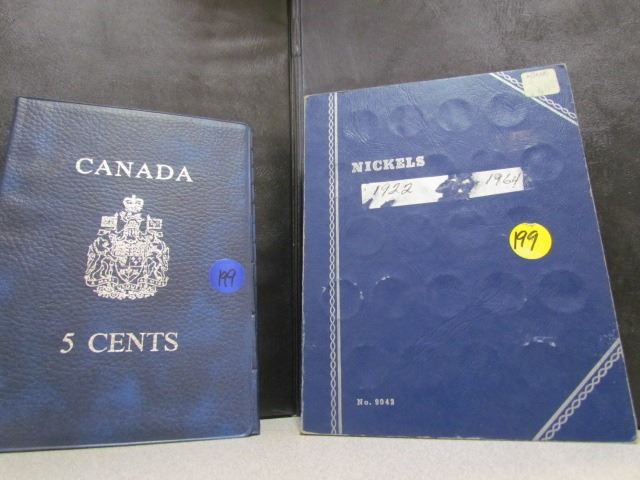 CANADA
5 CENTS
199
NICKELS
1922 1964
199
No. 9042